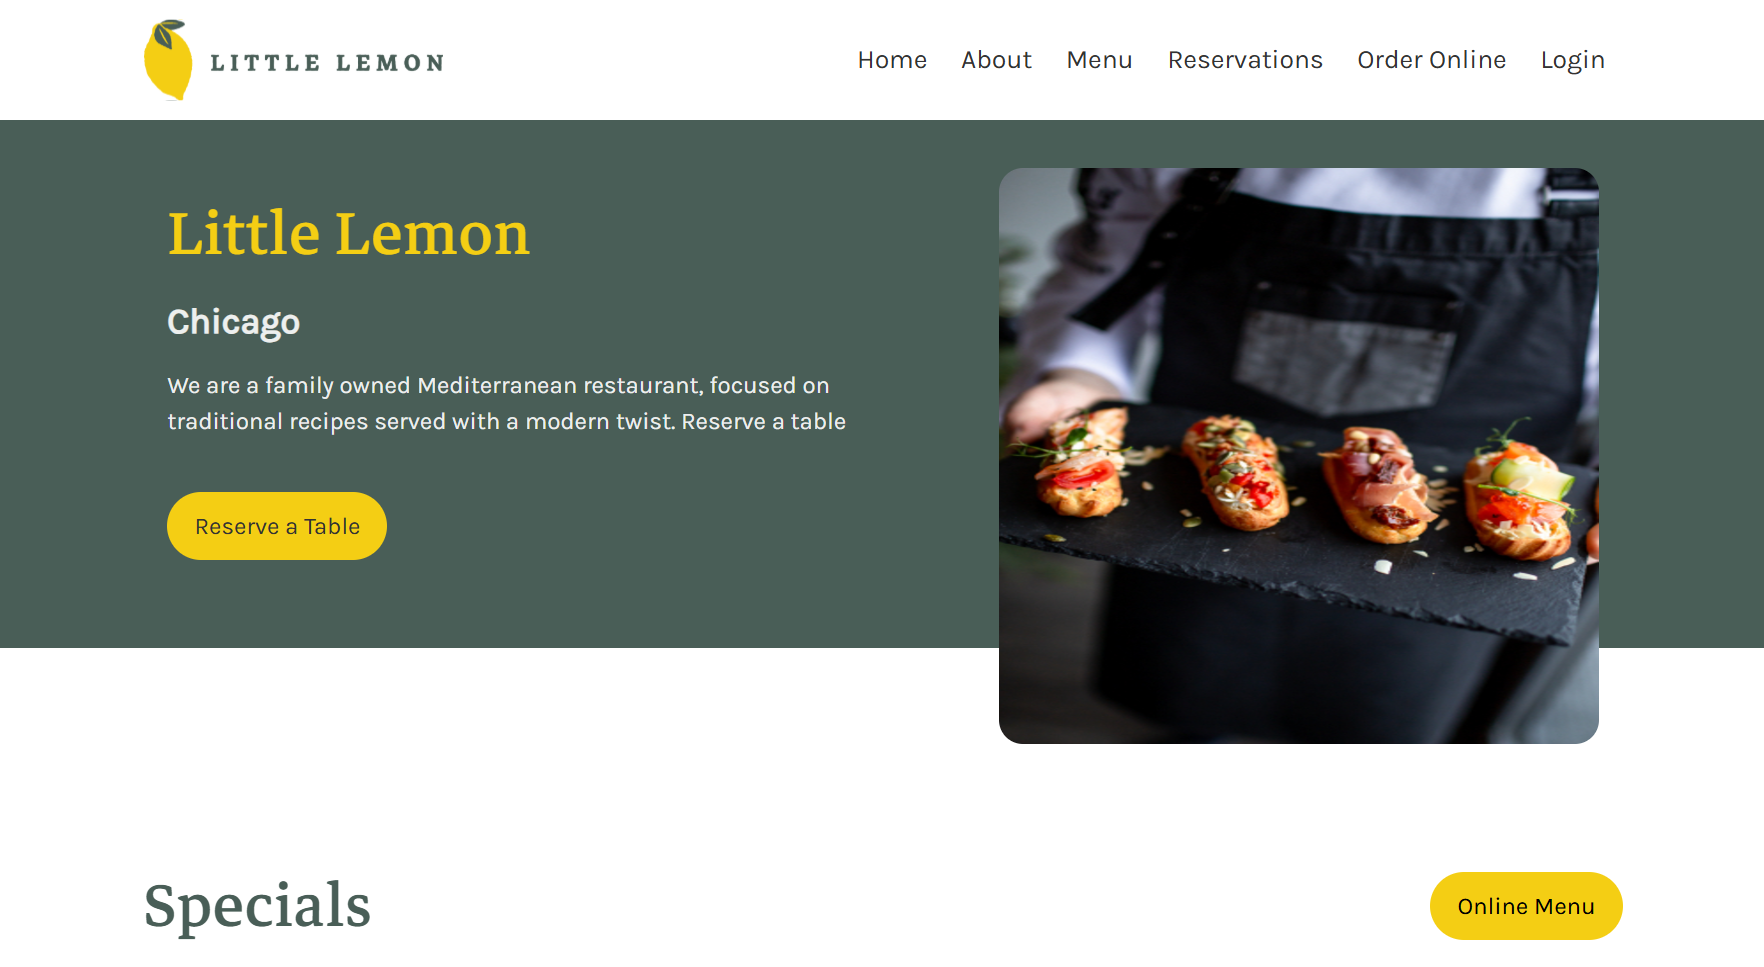 LITTLE LEMON
Home About Menu Reservations Order Online Login
Little Lemon
Chicago
We are a family owned Mediterranean restaurant, focused on
traditional recipes served with a modern twist. Reserve a table
Reserve a Table
Specials
Online Menu